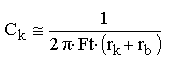 C_k ≅ 1 / (2 π· Ft· (r_k + r_b))